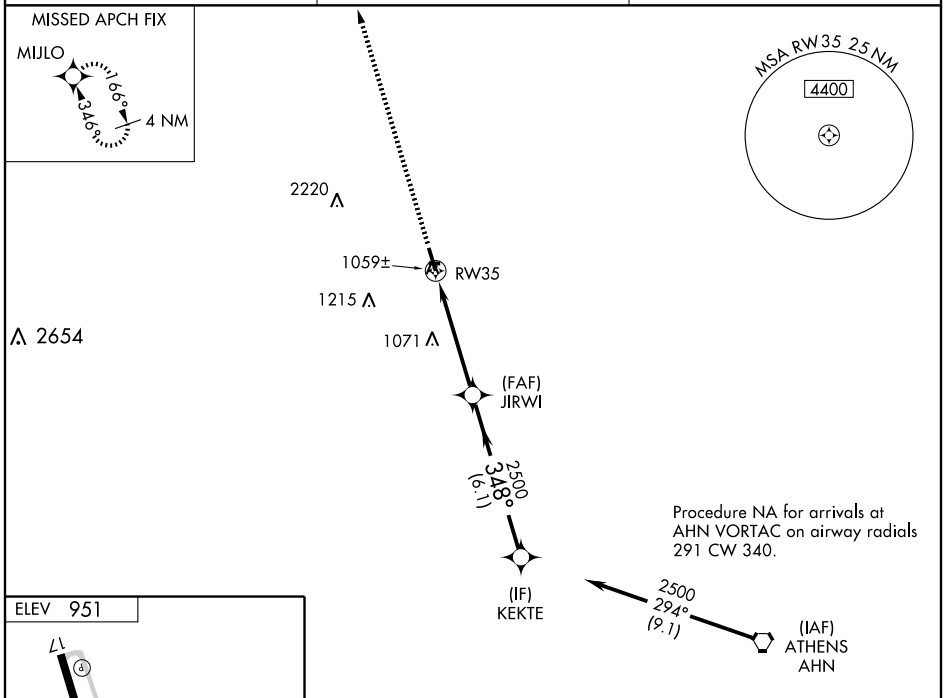 MISSED APCH FIX
MIJLO
166°
346°
4 NM
MSA RW35 25 NM
4400
2220
1059±
RW35
1215
2654
1071
(FAF)
JIRWI
2500
348°
(6.1)
Procedure NA for arrivals at
AHN VORTAC on airway radials
291 CW 340.
(IF)
KEKTE
2500
294°
(9.1)
(IAF)
ATHENS
AHN
ELEV 951
17
P